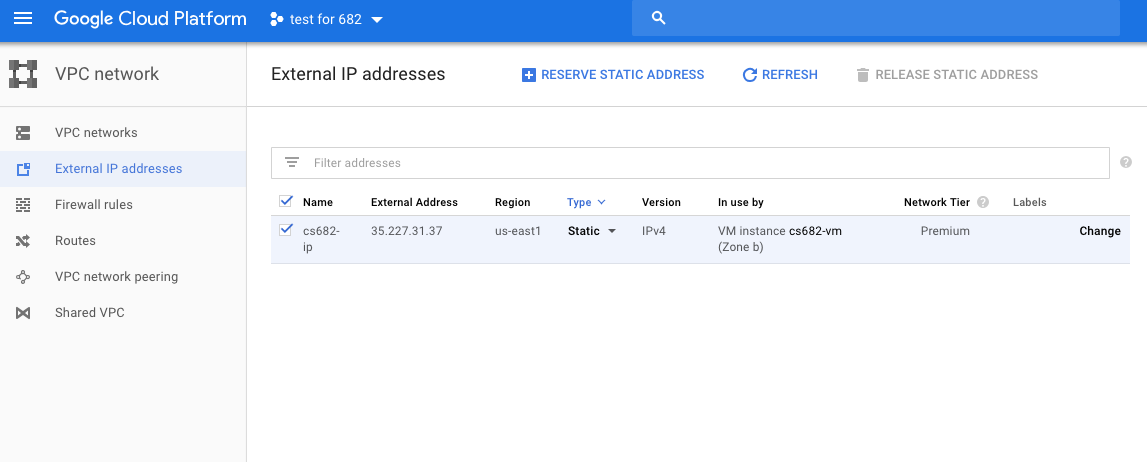 Google Cloud Platform
test for 682
VPC network
External IP addresses
RESERVE STATIC ADDRESS
REFRESH
RELEASE STATIC ADDRESS
VPC networks
External IP addresses
Firewall rules
Routes
VPC network peering
Shared VPC
Filter addresses
?
Name External Address Region Type Version In use by Network Tier ? Labels
cs682- 35.227.31.37 us-east1 Static IPv4 VM instance cs682-vm Premium Change
ip (Zone b)